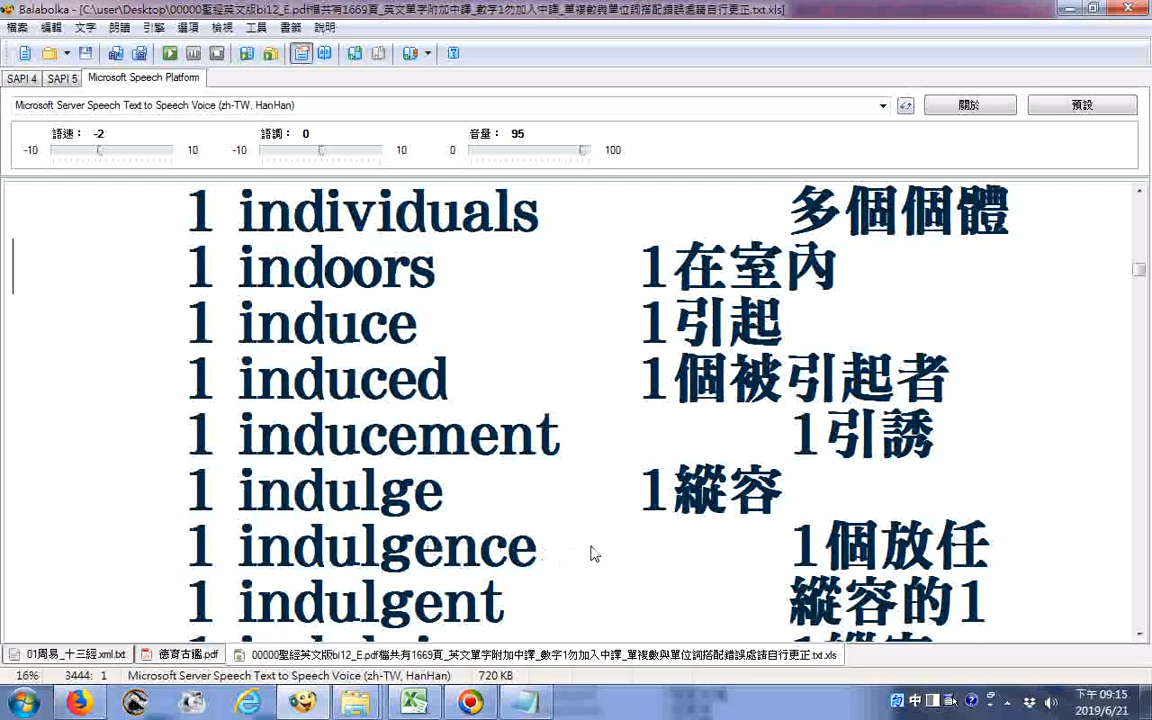 Balabolka - [C:\user\Desktop\00000聖經英文版bi12_E.pdf檔共有1669頁_英文單字附加中譯_數字1勿加入中譯_單複數與單位詞搭配錯誤處請自行更正.txt.xls]
檔案 編輯 文字 朗讀 引擎 選項 檢視 工具 書籤 說明
SAPI 4 SAPI 5 Microsoft Speech Platform
Microsoft Server Speech Text to Speech Voice (zh-TW, HanHan) 關於 預設
語速： -2 語調： 0 音量： 95
-10 10 -10 10 0 100
1 individuals 多個個體
1 indoors 1在室內
1 induce 1引起
1 induced 1個被引起者
1 inducement 1引誘
1 indulge 1縱容
1 indulgence 1個放任
1 indulgent 縱容的1
01周易_十三經.xml.txt 德育古鑑.pdf 00000聖經英文版bi12_E.pdf檔共有1669頁_英文單字附加中譯_數字1勿加入中譯_單複數與單位詞搭配錯誤處請自行更正.txt.xls
16% 3444: 1 Microsoft Server Speech Text to Speech Voice (zh-TW, HanHan) 720 KB
中 下午 09:15
2019/6/21